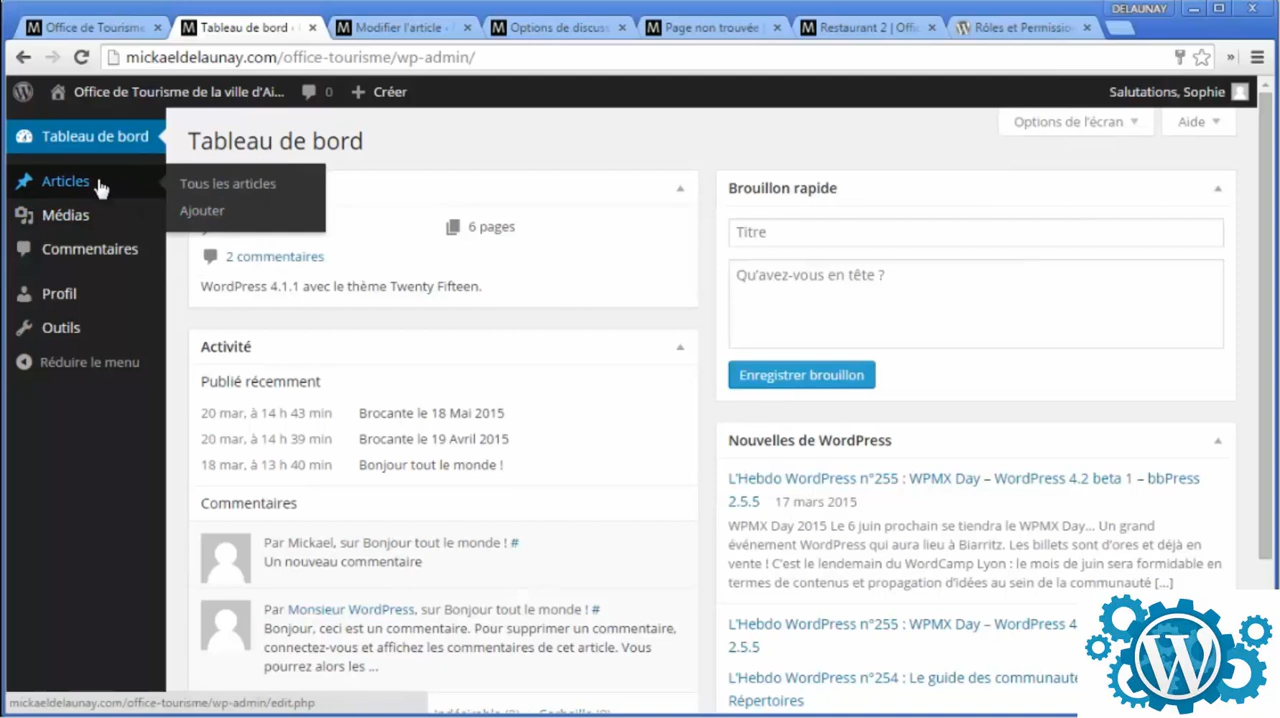 DELAUNAY
Office de Tourisme
Tableau de bord ‹
Modifier l'article ‹
Options de discus
Page non trouvée
Restaurant 2 | Offi
Rôles et Permissio
mickaeldelaunay.com/office-tourisme/wp-admin/
Office de Tourisme de la ville d'Ai...
0
Créer
Salutations, Sophie
Tableau de bord
Tableau de bord
Options de l'écran
Aide
Articles
Tous les articles
Ajouter
Médias
Commentaires
Profil
Outils
Réduire le menu
6 pages
2 commentaires
WordPress 4.1.1 avec le thème Twenty Fifteen.
Activité
Publié récemment
20 mar, à 14 h 43 min Brocante le 18 Mai 2015
20 mar, à 14 h 39 min Brocante le 19 Avril 2015
18 mar, à 13 h 40 min Bonjour tout le monde !
Commentaires
Par Mickael, sur Bonjour tout le monde ! #
Un nouveau commentaire
Par Monsieur WordPress, sur Bonjour tout le monde ! #
Bonjour, ceci est un commentaire. Pour supprimer un commentaire,
connectez-vous et affichez les commentaires de cet article. Vous
pourrez alors les ...
Brouillon rapide
Titre
Qu'avez-vous en tête ?
Enregistrer brouillon
Nouvelles de WordPress
L'Hebdo WordPress n°255 : WPMX Day – WordPress 4.2 beta 1 – bbPress
2.5.5 17 mars 2015
WPMX Day 2015 Le 6 juin prochain se tiendra le WPMX Day... Un grand
événement WordPress qui aura lieu à Biarritz. Les billets sont d'ores et déjà en
vente ! C'est le lendemain du WordCamp Lyon : le mois de juin sera formidable en
termes de contenus et propagation d'idées au sein de la communauté [...]
L'Hebdo WordPress n°255 : WPMX Day – WordPress 4
2.5.5
L'Hebdo WordPress n°254 : Le guide des communauté
Répertoires
mickaeldelaunay.com/office-tourisme/wp-admin/edit.php